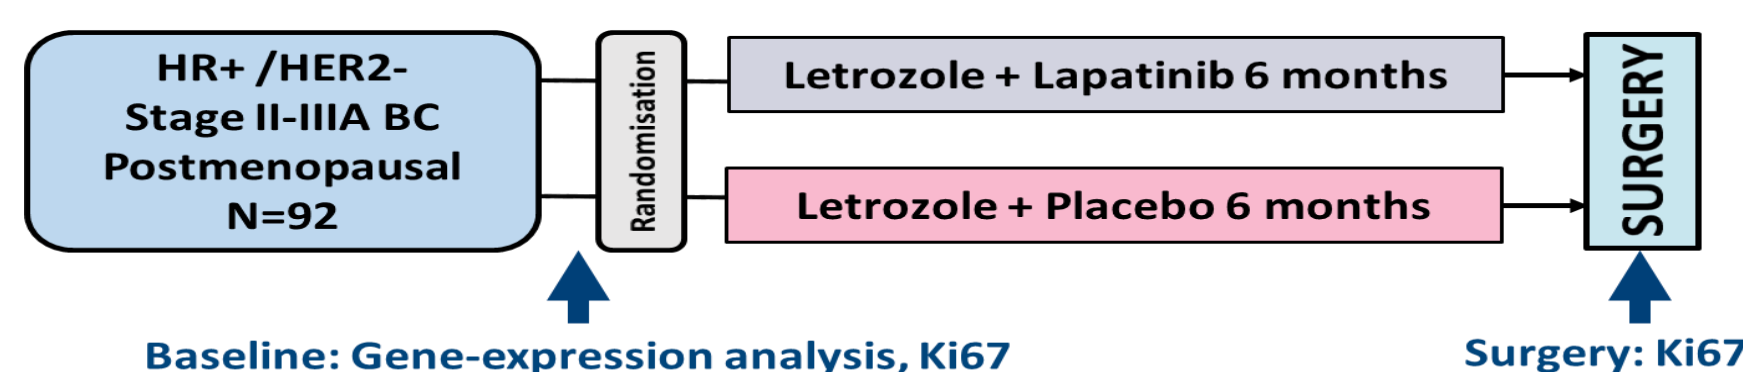 HR+ /HER2-
Stage II-IIIA BC
Postmenopausal
N=92
Randomisation
Letrozole + Lapatinib 6 months
Letrozole + Placebo 6 months
SURGERY
Baseline: Gene-expression analysis, Ki67
Surgery: Ki67